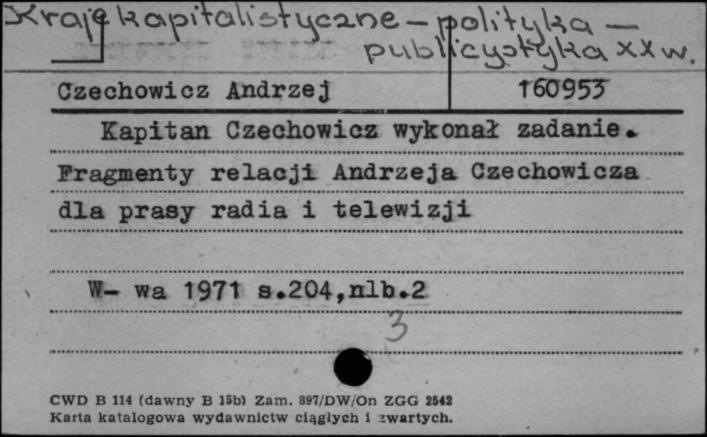 Kraje kapitalistyczne – polityka –
publicystyka XX w.
Czechowicz Andrzej 160953
Kapitan Czechowicz wykonał zadanie.
Fragmenty relacji Andrzeja Czechowicza
dla prasy radia i telewizji
W- wa 1971 s.204,nlb.2
3
CWD B 114 (dawny B 15b) Zam. 897/DW/On ZGG 2542
Karta katalogowa wydawnictw ciągłych i zwartych.